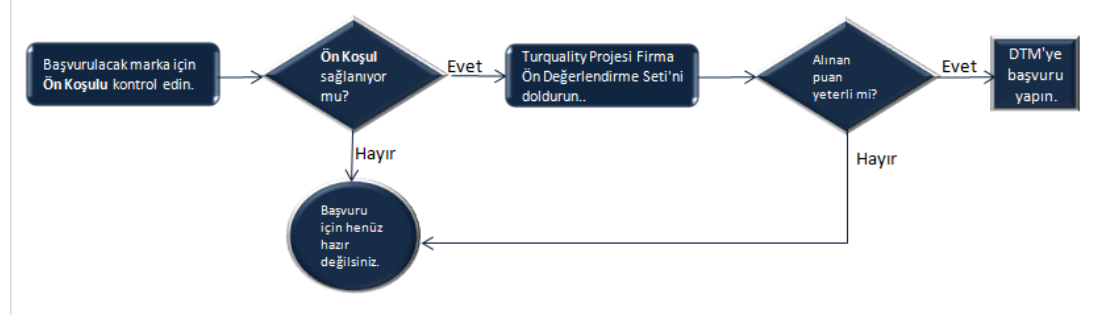 Başvurulacak marka için
Ön Koşulu kontrol edin.
Ön Koşul
sağlanıyor
mu?
Evet
Turquality Projesi Firma
Ön Değerlendirme Seti'ni
doldurun..
Alınan
puan
yeterli mi?
Evet
DTM'ye
başvuru
yapın.
Hayır
Hayır
Başvuru
için henüz
hazır
değilsiniz.